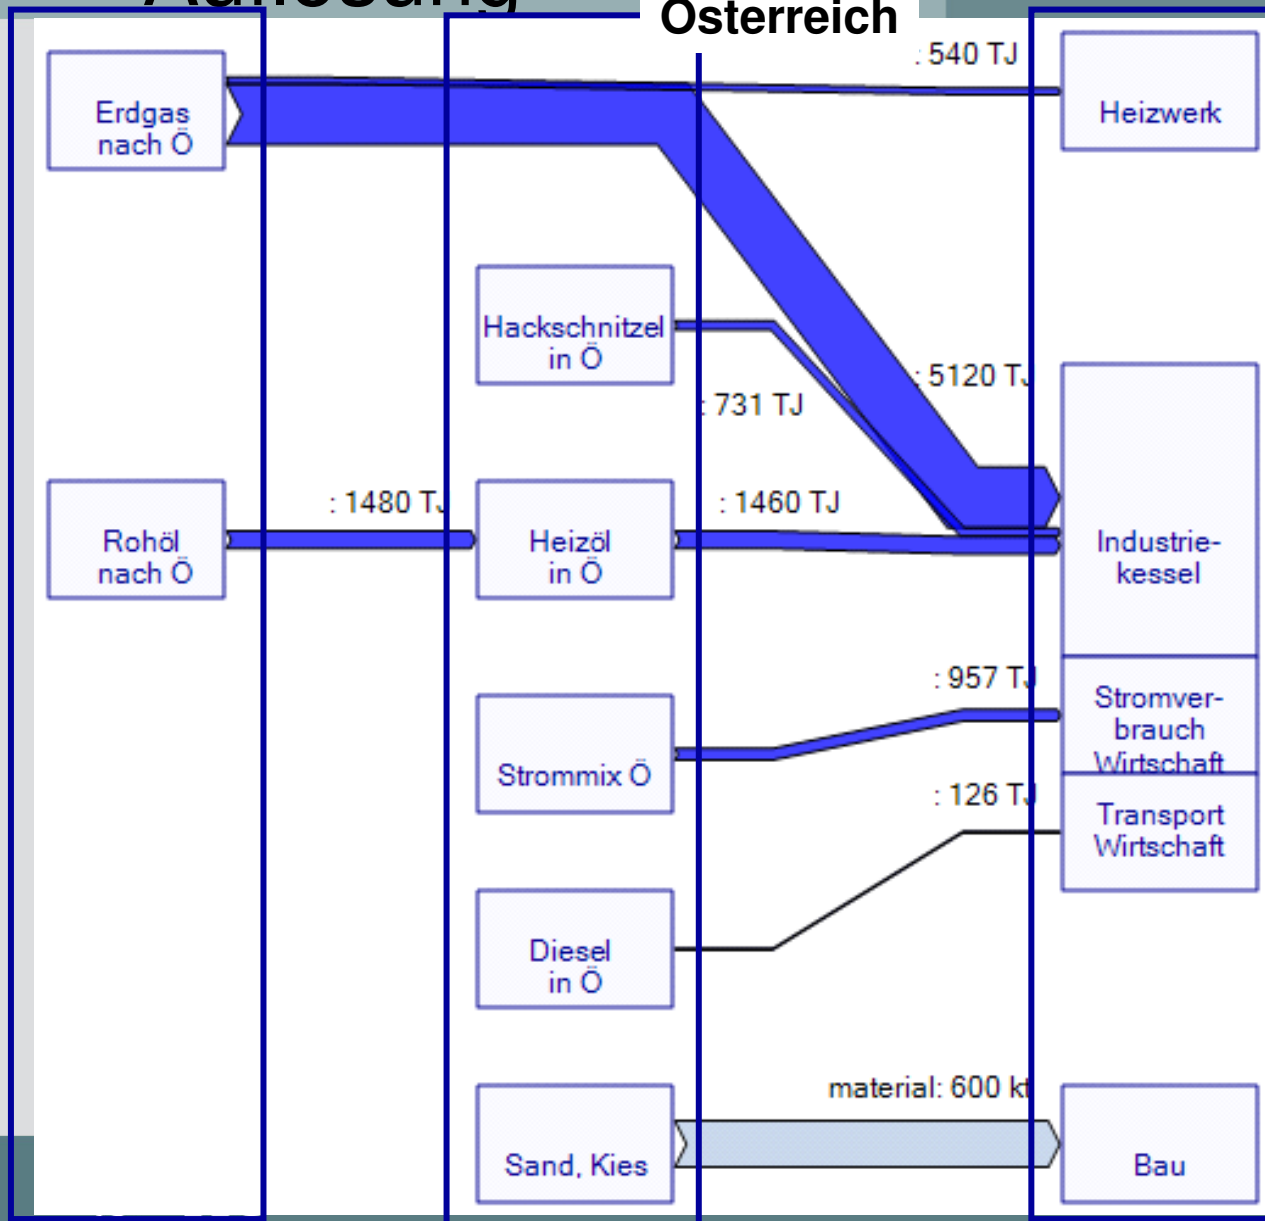 Auflösung
Österreich
: 540 TJ
Erdgas
nach Ö
Heizwerk
Hackschnitzel
in Ö
: 5120 TJ
: 731 TJ
: 1480 TJ
: 1460 TJ
Rohöl
nach Ö
Heizöl
in Ö
Industrie-
kessel
: 957 TJ
Stromver-
brauch
Wirtschaft
Strommix Ö
: 126 TJ
Transport
Wirtschaft
Diesel
in Ö
material: 600 kt
Sand, Kies
Bau